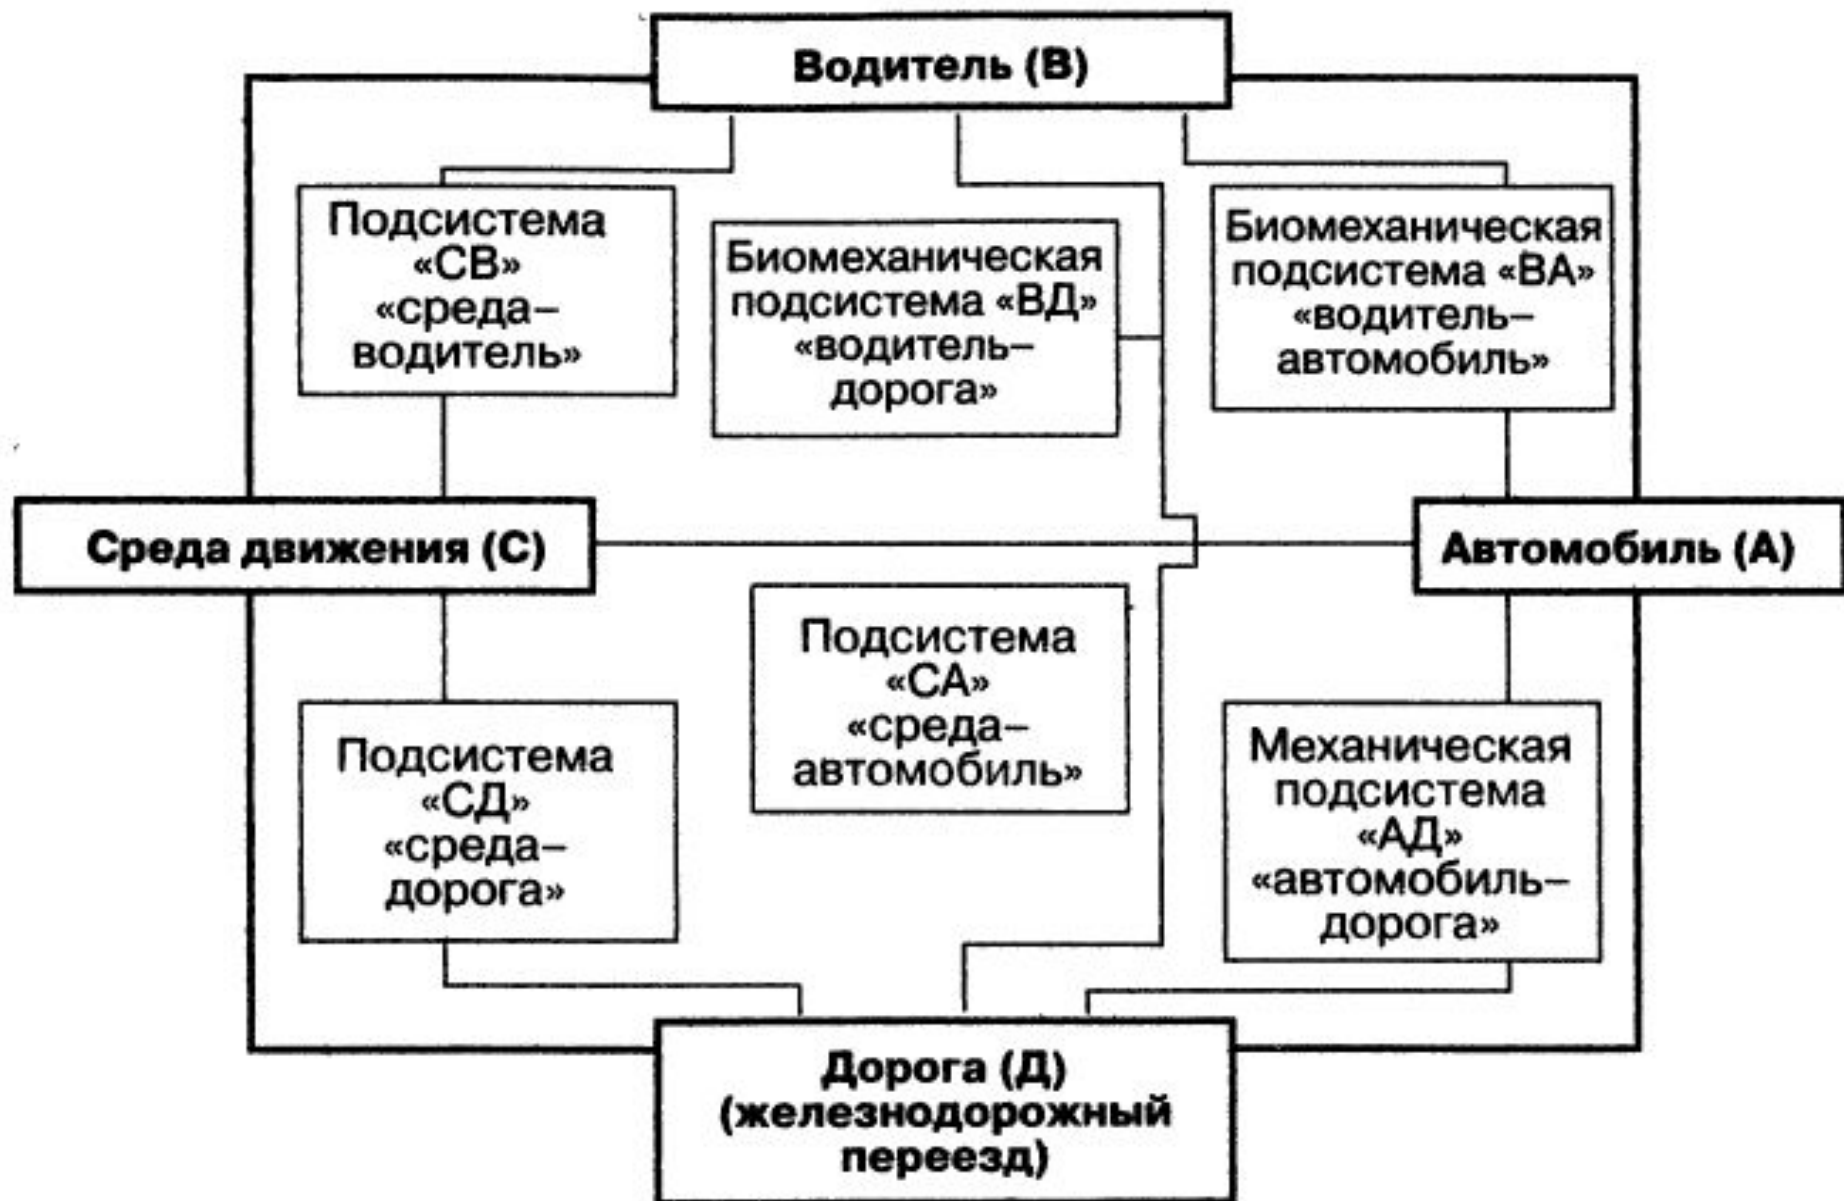 Водитель (В)
Подсистема
«СВ»
«среда–
водитель»
Биомеханическая
подсистема «ВД»
«водитель–
дорога»
Биомеханическая
подсистема «ВА»
«водитель–
автомобиль»
Среда движения (С)
Автомобиль (А)
Подсистема
«СД»
«среда–
дорога»
Подсистема
«СА»
«среда–
автомобиль»
Механическая
подсистема
«АД»
«автомобиль–
дорога»
Дорога (Д)
(железнодорожный
переезд)